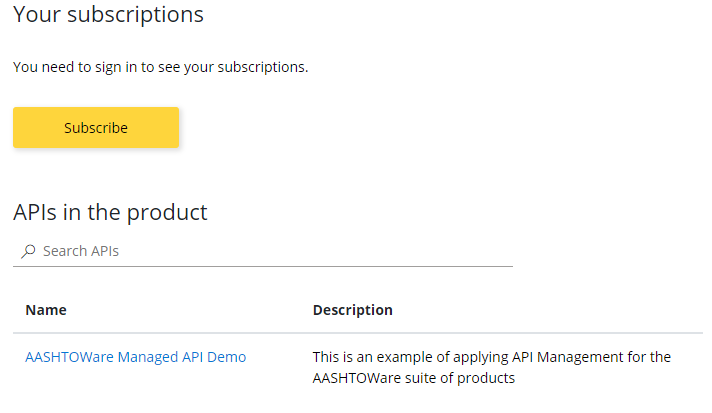 Your subscriptions
You need to sign in to see your subscriptions.
Subscribe
APIs in the product
Search APIs
Name Description
AASHTOWare Managed API Demo This is an example of applying API Management for the
AASHTOWare suite of products